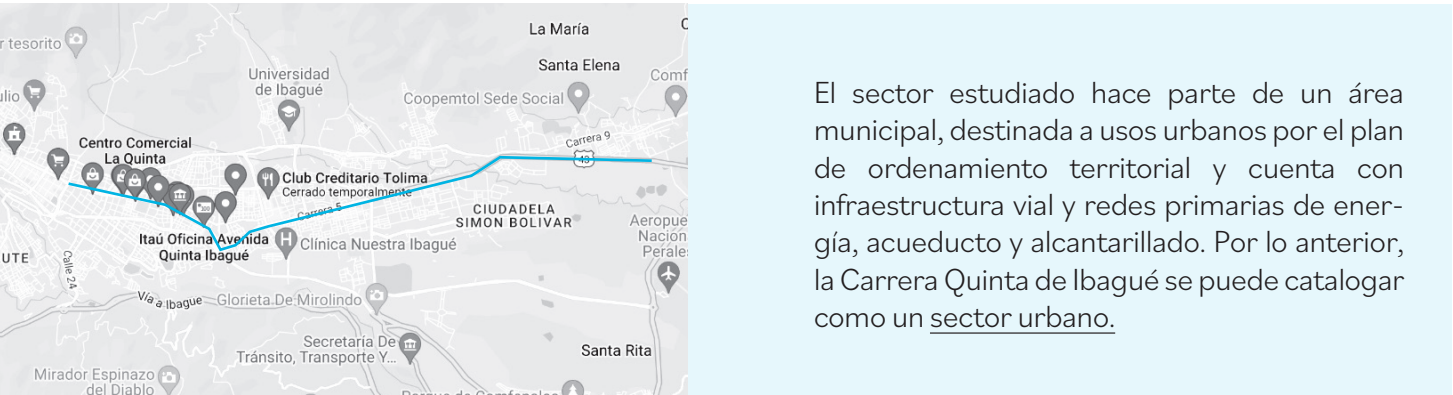 La María
r tesorito
Santa Elena
Universidad
de Ibagué
Comf
Coopemtol Sede Social
ulio
Carrera 9
Centro Comercial
La Quinta
43
Club Creditario Tolima
Cerrado temporalmente
Carrera 5
CIUDADELA
SIMON BOLIVAR
Aeropue
Nación
Perale
Itaú Oficina Avenida
Quinta Ibagué
Clínica Nuestra Ibagué
UTE
Calle 24
Vía a Ibague
Glorieta De Mirolindo
Secretaría De
Tránsito, Transporte Y...
Santa Rita
Mirador Espinazo
del Diablo
El sector estudiado hace parte de un área
municipal, destinada a usos urbanos por el plan
de ordenamiento territorial y cuenta con
infraestructura vial y redes primarias de ener-
gía, acueducto y alcantarillado. Por lo anterior,
la Carrera Quinta de Ibagué se puede catalogar
como un sector urbano.